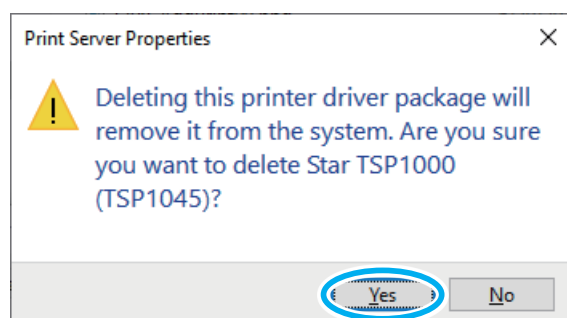 Print Server Properties
Deleting this printer driver package will
remove it from the system. Are you sure
you want to delete Star TSP1000
(TSP1045)?
Yes
No